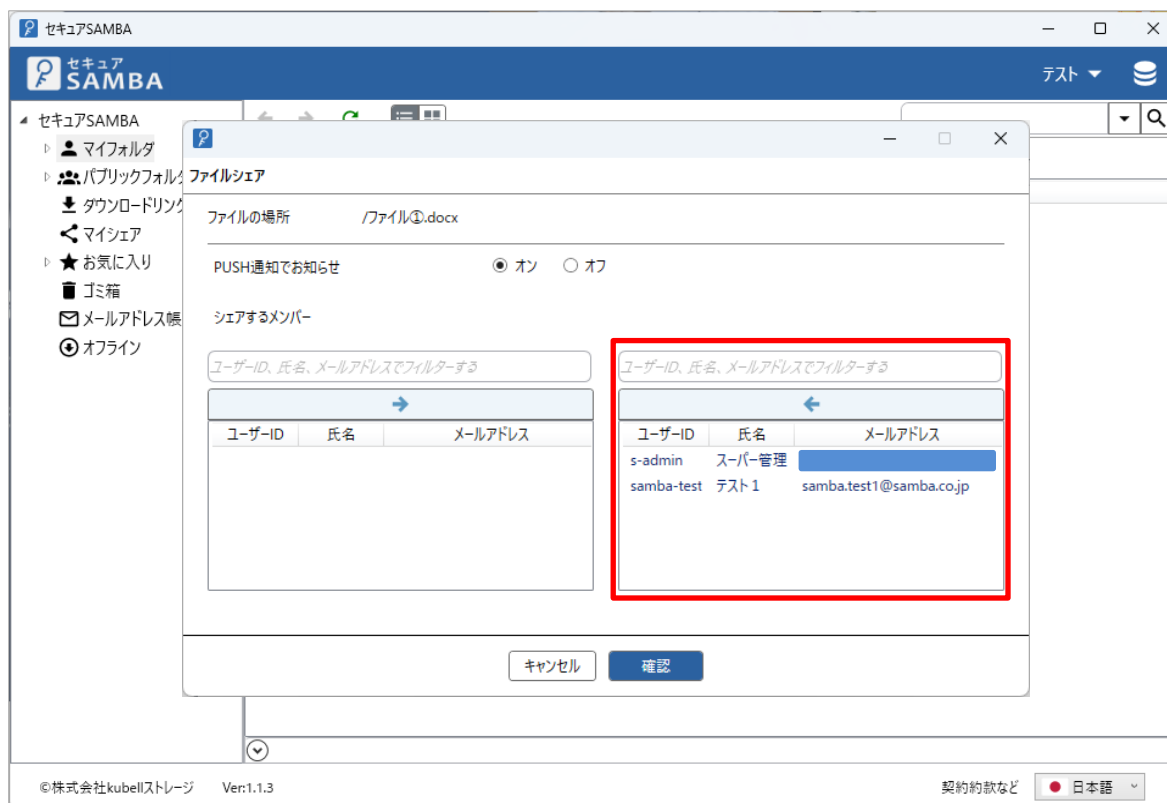 セキュアSAMBA
セキュア
SAMBA
テスト
セキュアSAMBA
マイフォルダ
パブリックフォルダ
ダウンロードリンク
マイシェア
お気に入り
ゴミ箱
メールアドレス帳
オフライン
ファイルシェア
ファイルの場所 /ファイル①.docx
PUSH通知でお知らせ オン オフ
シェアするメンバー
ユーザーID、氏名、メールアドレスでフィルターする
ユーザーID 氏名 メールアドレス
ユーザーID、氏名、メールアドレスでフィルターする
ユーザーID 氏名 メールアドレス
s-admin スーパー管理
samba-test テスト1 samba.test1@samba.co.jp
キャンセル 確認
©株式会社kubellストレージ Ver:1.1.3 契約約款など 日本語